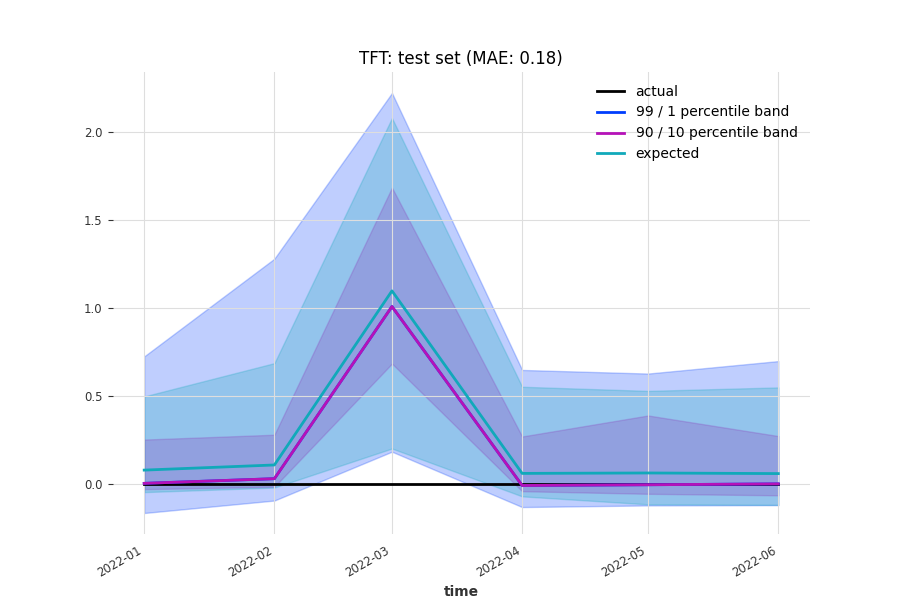 TFT: test set (MAE: 0.18)
actual
99 / 1 percentile band
90 / 10 percentile band
expected
2.0
1.5
1.0
0.5
0.0
2022-01
2022-02
2022-03
2022-04
2022-05
2022-06
time